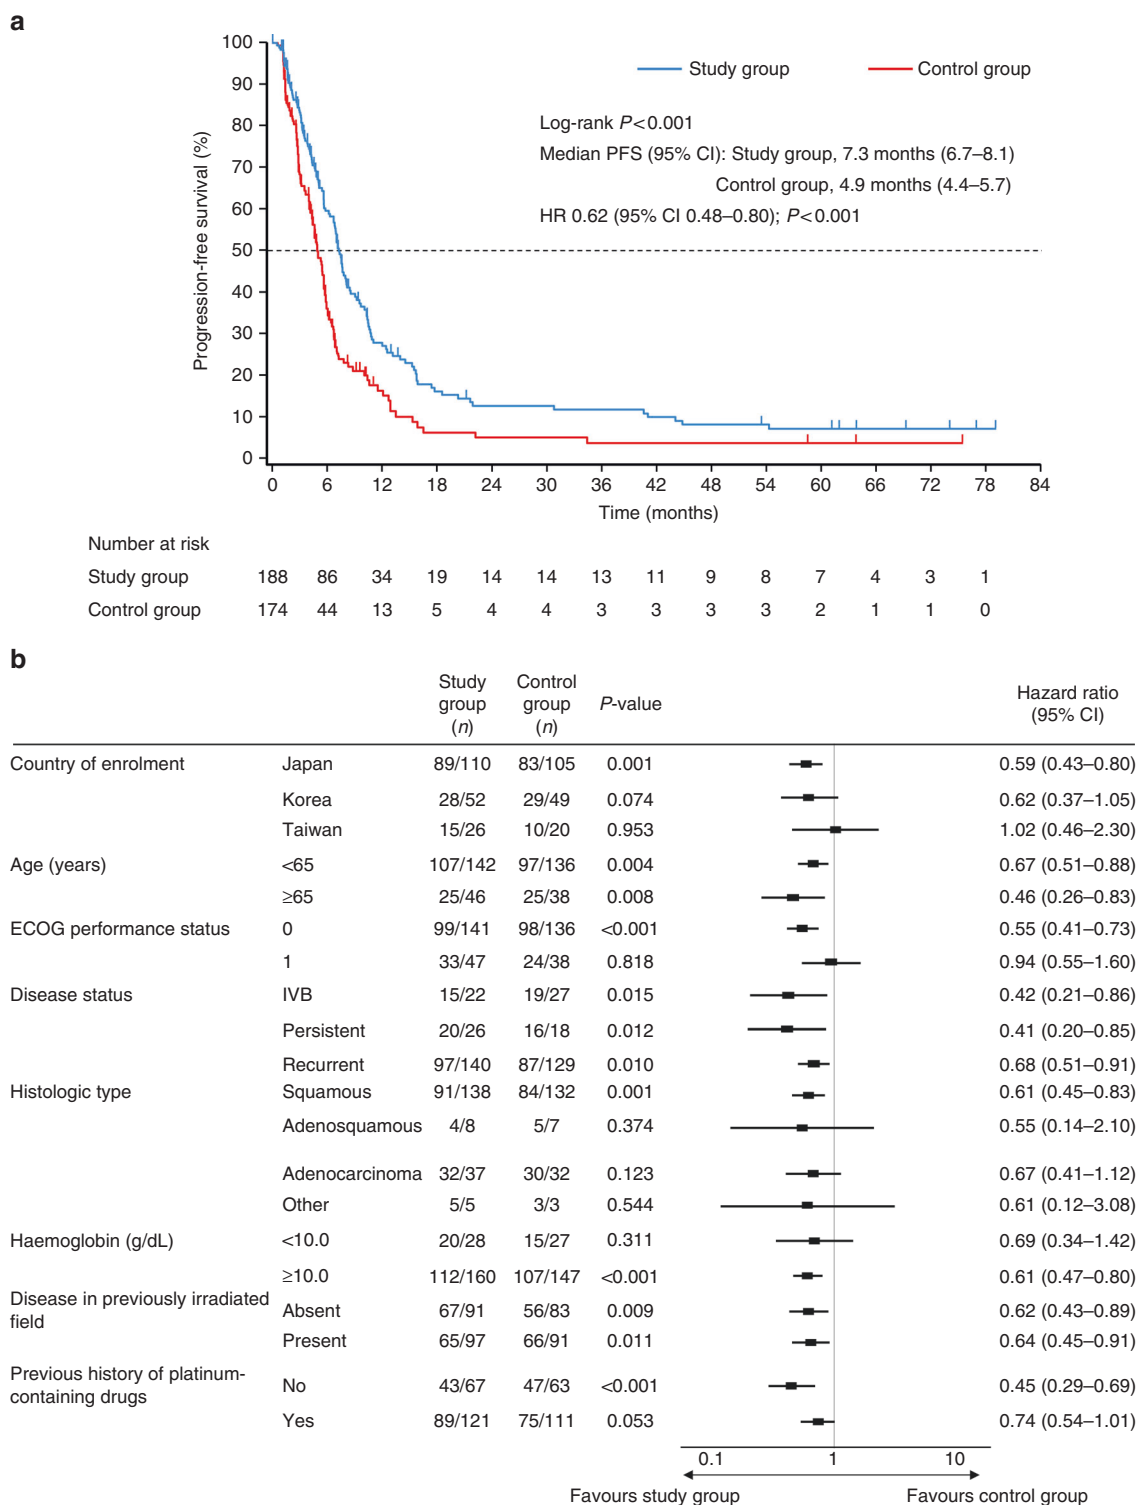 a
100
90
80
70
60
50
40
30
20
10
0
Progression-free survival (%)
Study group Control group
Log-rank P<0.001
Median PFS (95% CI): Study group, 7.3 months (6.7–8.1)
Control group, 4.9 months (4.4–5.7)
HR 0.62 (95% CI 0.48–0.80); P<0.001
0 6 12 18 24 30 36 42 48 54 60 66 72 78 84
Time (months)
Number at risk
Study group 188 86 34 19 14 14 13 11 9 8 7 4 3 1
Control group 174 44 13 5 4 4 3 3 3 3 2 1 1 0
b
Study group (n) Control group (n) P-value Hazard ratio (95% CI)
Country of enrolment Japan 89/110 83/105 0.001 0.59 (0.43–0.80)
Korea 28/52 29/49 0.074 0.62 (0.37–1.05)
Taiwan 15/26 10/20 0.953 1.02 (0.46–2.30)
Age (years) <65 107/142 97/136 0.004 0.67 (0.51–0.88)
≥65 25/46 25/38 0.008 0.46 (0.26–0.83)
ECOG performance status 0 99/141 98/136 <0.001 0.55 (0.41–0.73)
1 33/47 24/38 0.818 0.94 (0.55–1.60)
Disease status IVB 15/22 19/27 0.015 0.42 (0.21–0.86)
Persistent 20/26 16/18 0.012 0.41 (0.20–0.85)
Recurrent 97/140 87/129 0.010 0.68 (0.51–0.91)
Histologic type Squamous 91/138 84/132 0.001 0.61 (0.45–0.83)
Adenosquamous 4/8 5/7 0.374 0.55 (0.14–2.10)
Adenocarcinoma 32/37 30/32 0.123 0.67 (0.41–1.12)
Other 5/5 3/3 0.544 0.61 (0.12–3.08)
Haemoglobin (g/dL) <10.0 20/28 15/27 0.311 0.69 (0.34–1.42)
≥10.0 112/160 107/147 <0.001 0.61 (0.47–0.80)
Disease in previously irradiated
field Absent 67/91 56/83 0.009 0.62 (0.43–0.89)
Present 65/97 66/91 0.011 0.64 (0.45–0.91)
Previous history of platinum-
containing drugs No 43/67 47/63 <0.001 0.45 (0.29–0.69)
Yes 89/121 75/111 0.053 0.74 (0.54–1.01)
0.1 1 10
Favours study group Favours control group